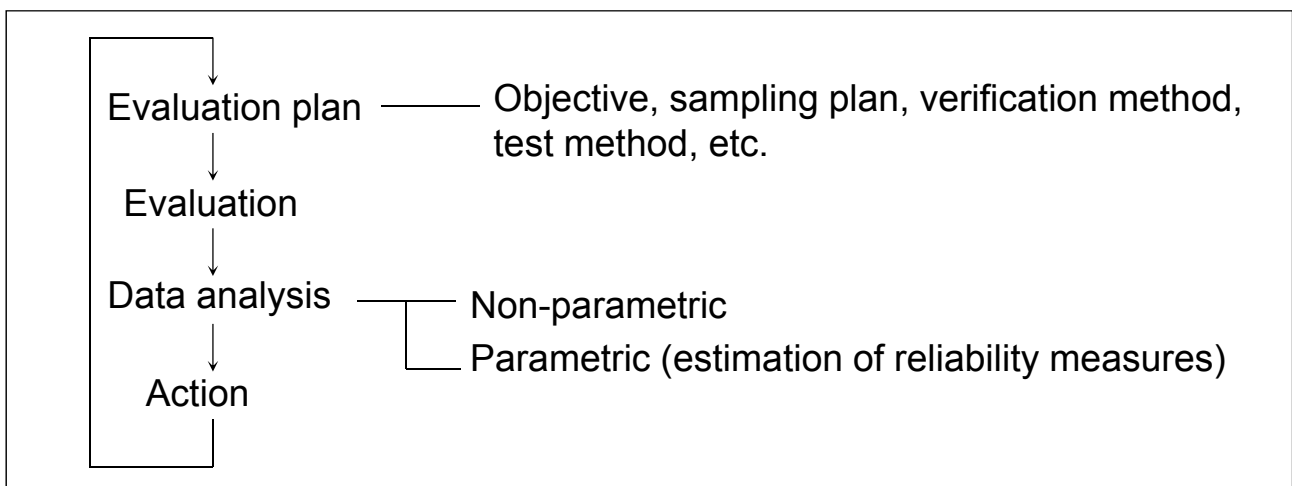 Evaluation plan
Objective, sampling plan, verification method,
test method, etc.
Evaluation
Data analysis
Non-parametric
Parametric (estimation of reliability measures)
Action